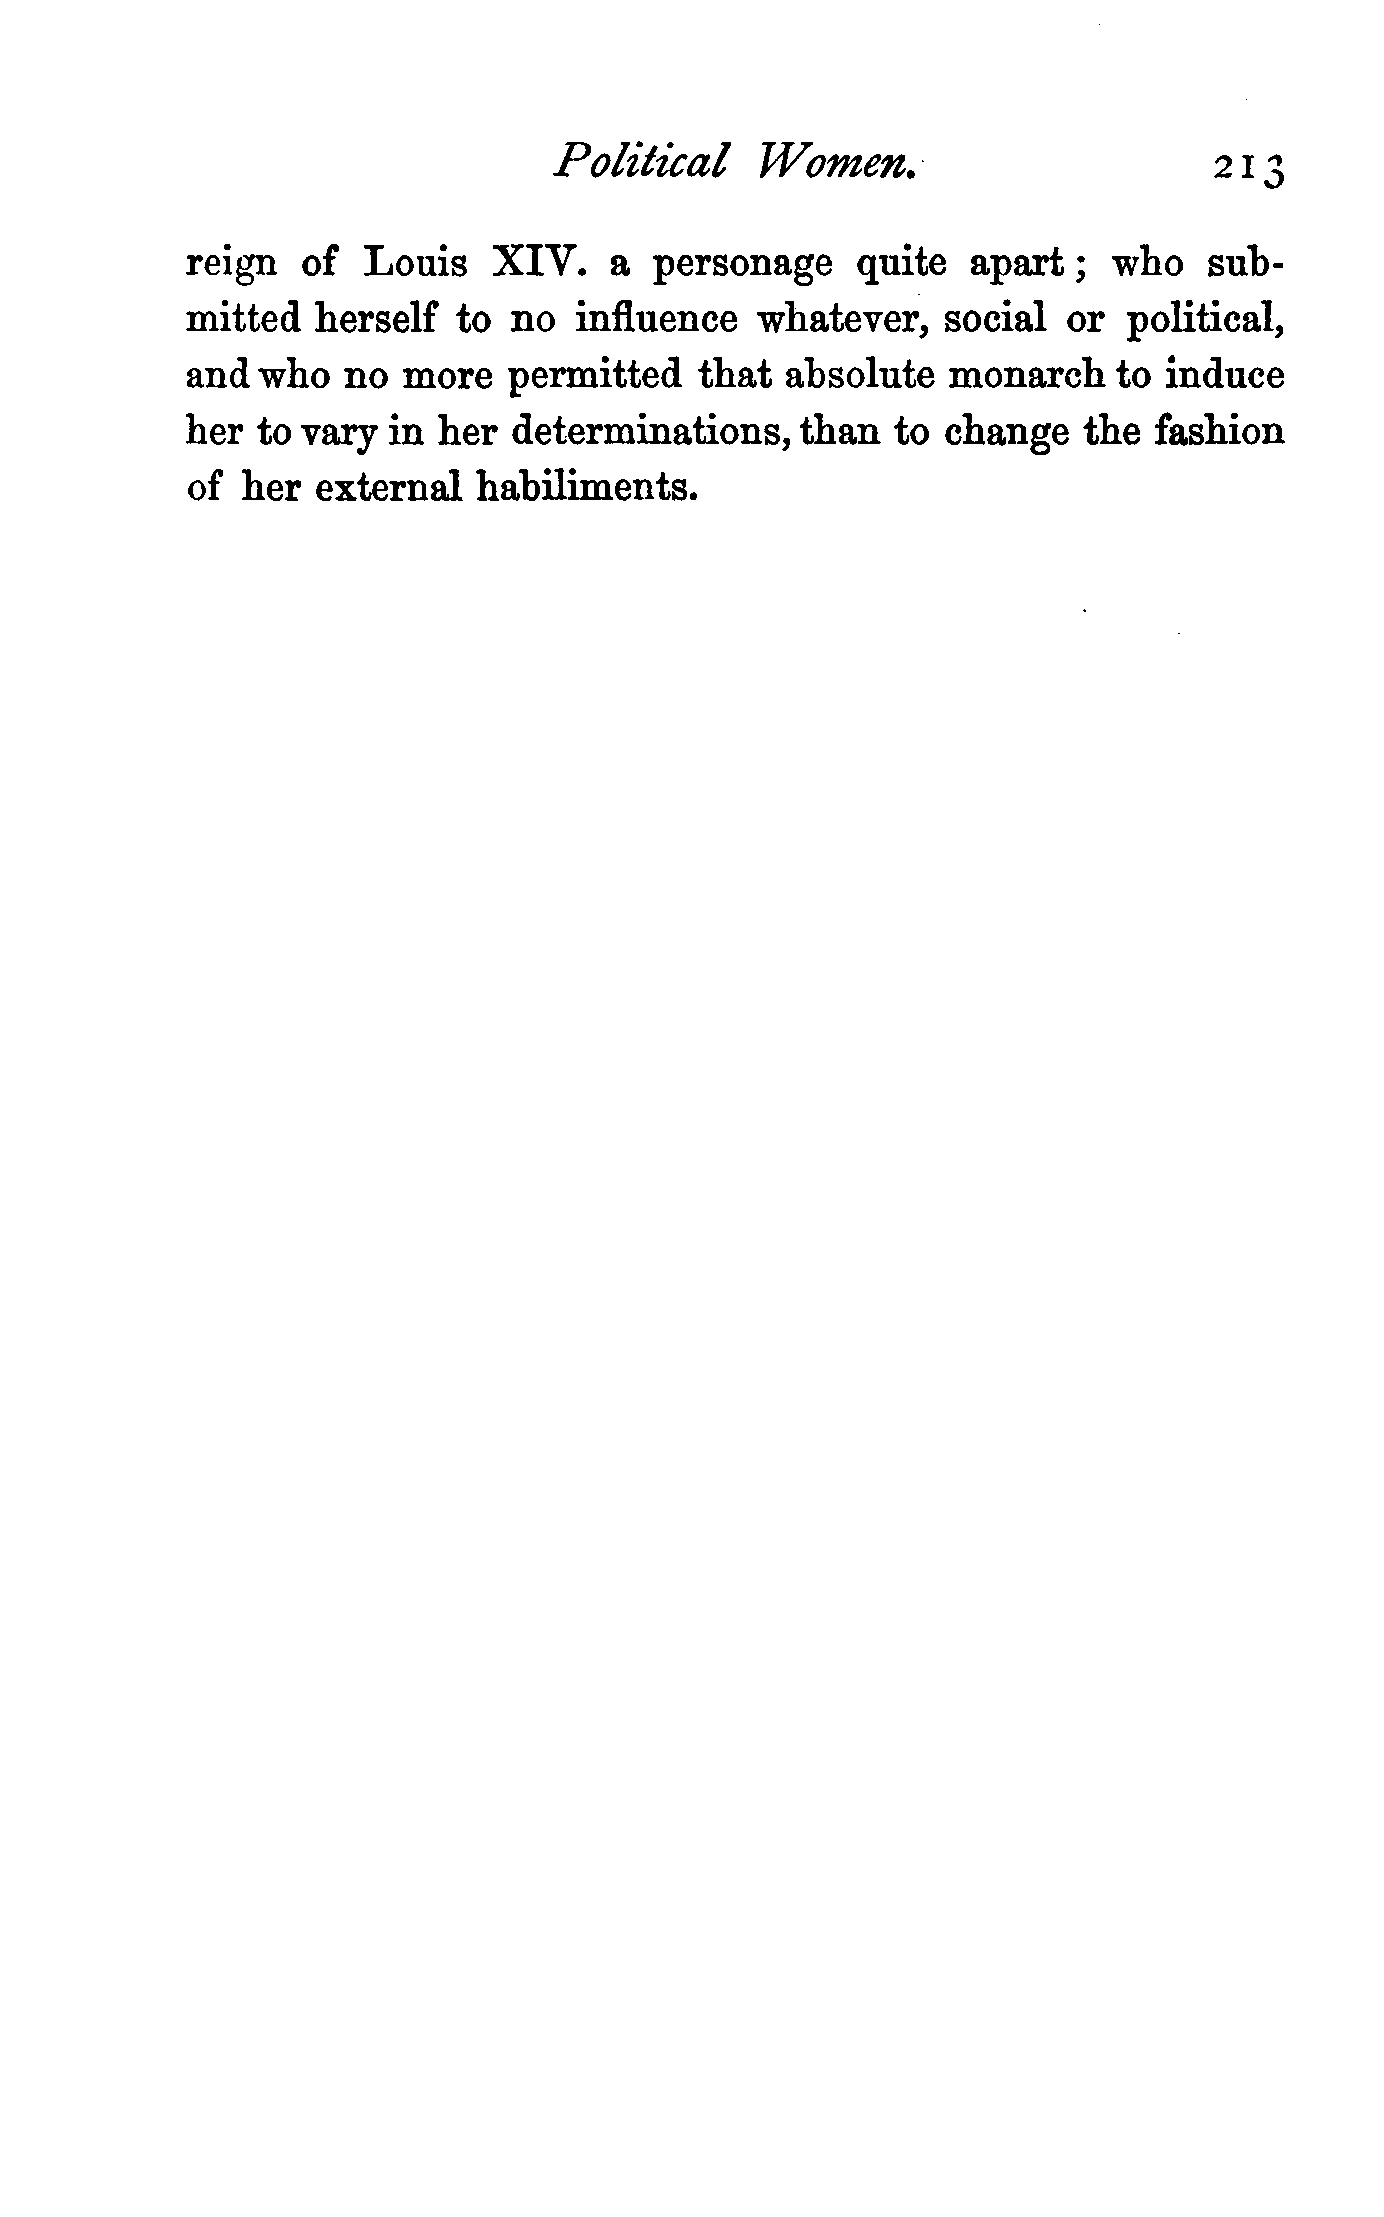 Political Women. 213
reign of Louis XIV. a personage quite apart; who sub-
mitted herself to no influence whatever, social or political,
and who no more permitted that absolute monarch to induce
her to vary in her determinations, than to change the fashion
of her external habiliments.